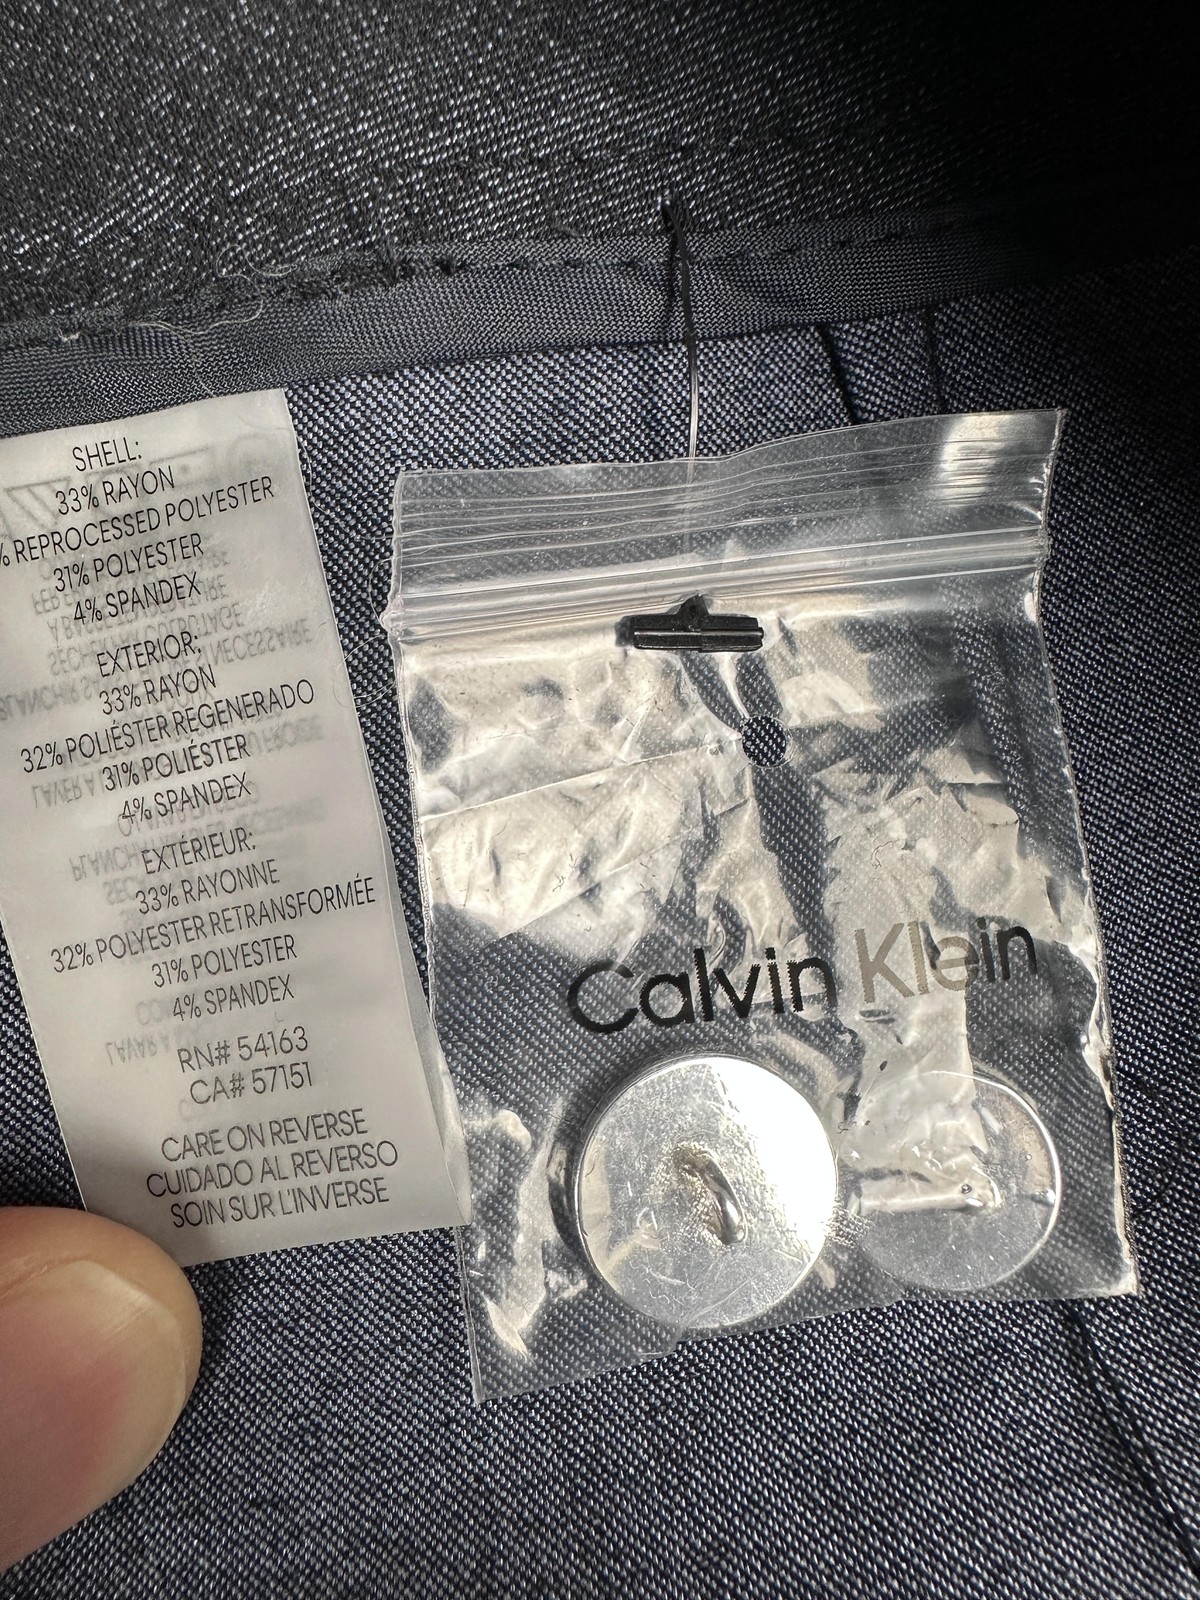 SHELL:
33% RAYON
% REPROCESSED POLYESTER
31% POLYESTER
4% SPANDEX
EXTERIOR:
33% RAYON
32% POLIÉSTER REGENERADO
31% POLIÉSTER
4% SPANDEX
EXTÉRIEUR:
33% RAYONNE
32% POLYESTER RETRANSFORMÉE
31% POLYESTER
4% SPANDEX
RN# 54163
CA# 57151
CARE ON REVERSE
CUIDADO AL REVERSO
SOIN SUR L'INVERSE
Calvin Klein